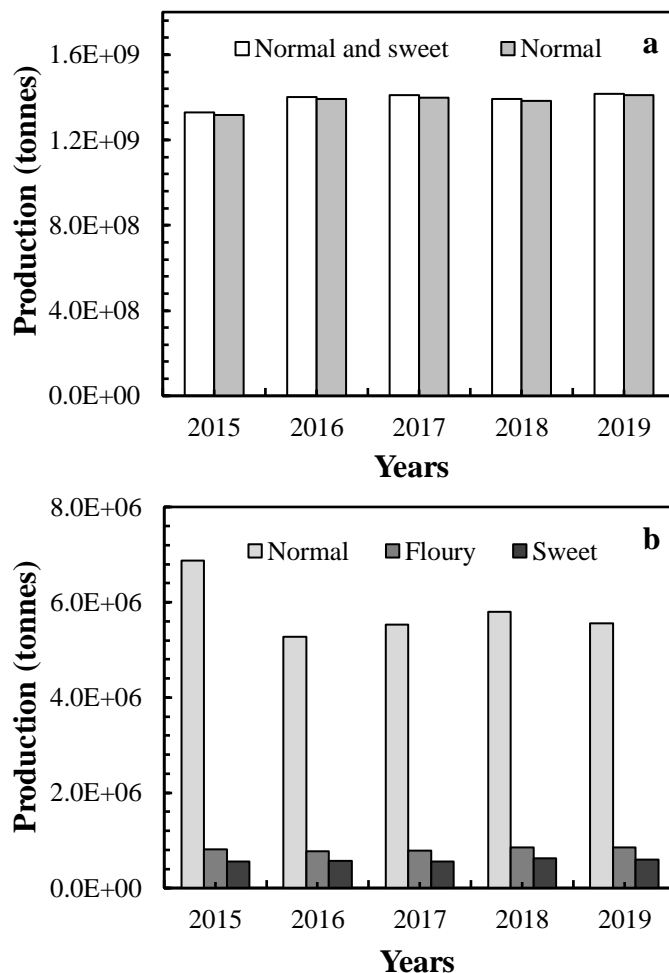 a
Normal and sweet Normal
Production (tonnes)
1.6E+09
1.2E+09
8.0E+08
4.0E+08
0.0E+00
2015 2016 2017 2018 2019
Years
b
Normal Floury Sweet
Production (tonnes)
8.0E+06
6.0E+06
4.0E+06
2.0E+06
0.0E+00
2015 2016 2017 2018 2019
Years